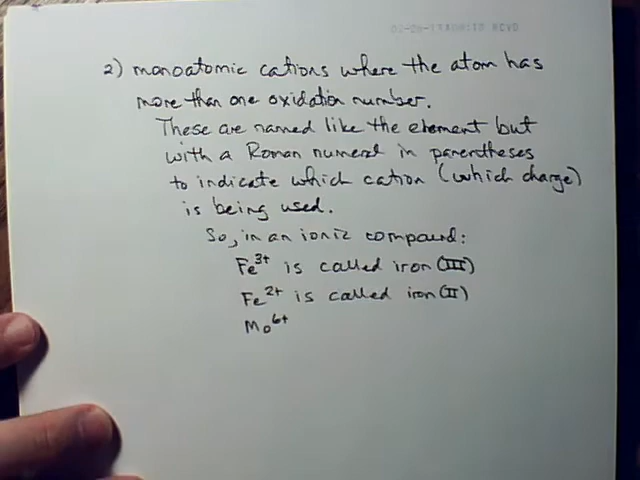 2) monoatomic cations where the atom has
more than one oxidation number.
These are named like the element but
with a Roman numeral in parentheses
to indicate which cation (which charge)
is being used.
So, in an ionic compound:
Fe³⁺ is called iron (III)
Fe²⁺ is called iron (II)
Mo⁶⁺